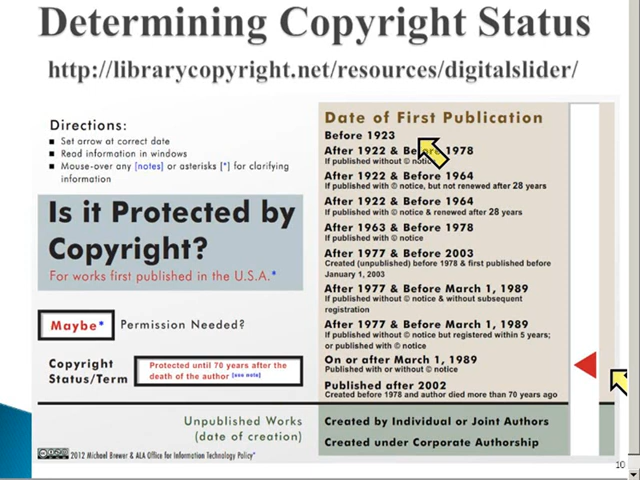 Determining Copyright Status
http://librarycopyright.net/resources/digitalslider/
Directions:
■ Set arrow at correct date
■ Read information in windows
■ Mouse-over any [notes] or asterisks [*] for clarifying
information
Is it Protected by
Copyright?
For works first published in the U.S.A.*
Maybe* Permission Needed?
Copyright
Status/Term
Protected until 70 years after the
death of the author [see note]
Date of First Publication
Before 1923
After 1922 & Before 1978
If published without © notice
After 1922 & Before 1964
If published with © notice, but not renewed after 28 years
After 1922 & Before 1964
If published with © notice & renewed after 28 years
After 1963 & Before 1978
If published with © notice
After 1977 & Before 2003
Created (unpublished) before 1978 & first published before
January 1, 2003
After 1977 & Before March 1, 1989
If published without © notice & without subsequent
registration
After 1977 & Before March 1, 1989
If published without © notice but registered within 5 years;
or published with © notice
On or after March 1, 1989
Published with or without © notice
Published after 2002
Created before 1978 and author died more than 70 years ago
Unpublished Works
(date of creation)
Created by Individual or Joint Authors
Created under Corporate Authorship
2012 Michael Brewer & ALA Office for Information Technology Policy*
10